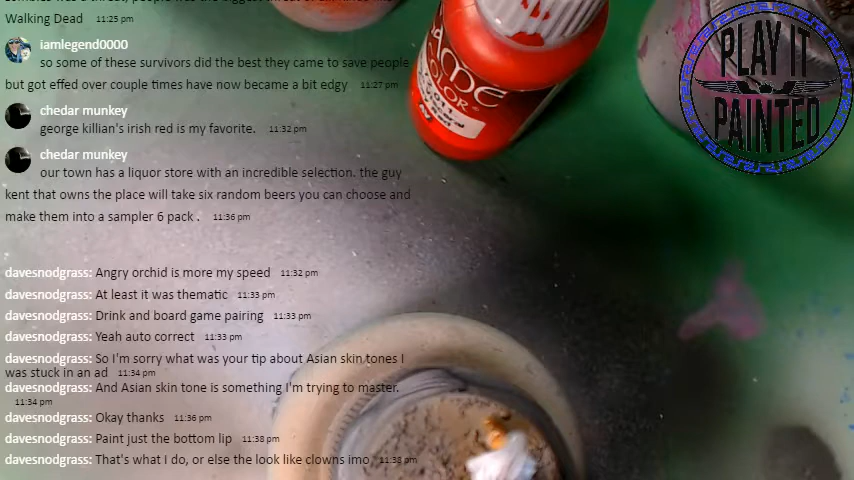 Walking Dead 11:25 pm
iamlegend0000
so some of these survivors did the best they came to save people
but got effed over couple times have now became a bit edgy 11:27 pm
chedar munkey
george killian's irish red is my favorite. 11:32 pm
chedar munkey
our town has a liquor store with an incredible selection. the guy
kent that owns the place will take six random beers you can choose and
make them into a sampler 6 pack . 11:36 pm
davesnodgrass: Angry orchid is more my speed 11:32 pm
davesnodgrass: At least it was thematic 11:33 pm
davesnodgrass: Drink and board game pairing 11:33 pm
davesnodgrass: Yeah auto correct 11:33 pm
davesnodgrass: So I'm sorry what was your tip about Asian skin tones I
was stuck in an ad 11:34 pm
davesnodgrass: And Asian skin tone is something I'm trying to master.
11:34 pm
davesnodgrass: Okay thanks 11:36 pm
davesnodgrass: Paint just the bottom lip 11:38 pm
davesnodgrass: That's what I do, or else the look like clowns imo 11:38 pm
GAME
COLOR
PLAY IT
PAINTED